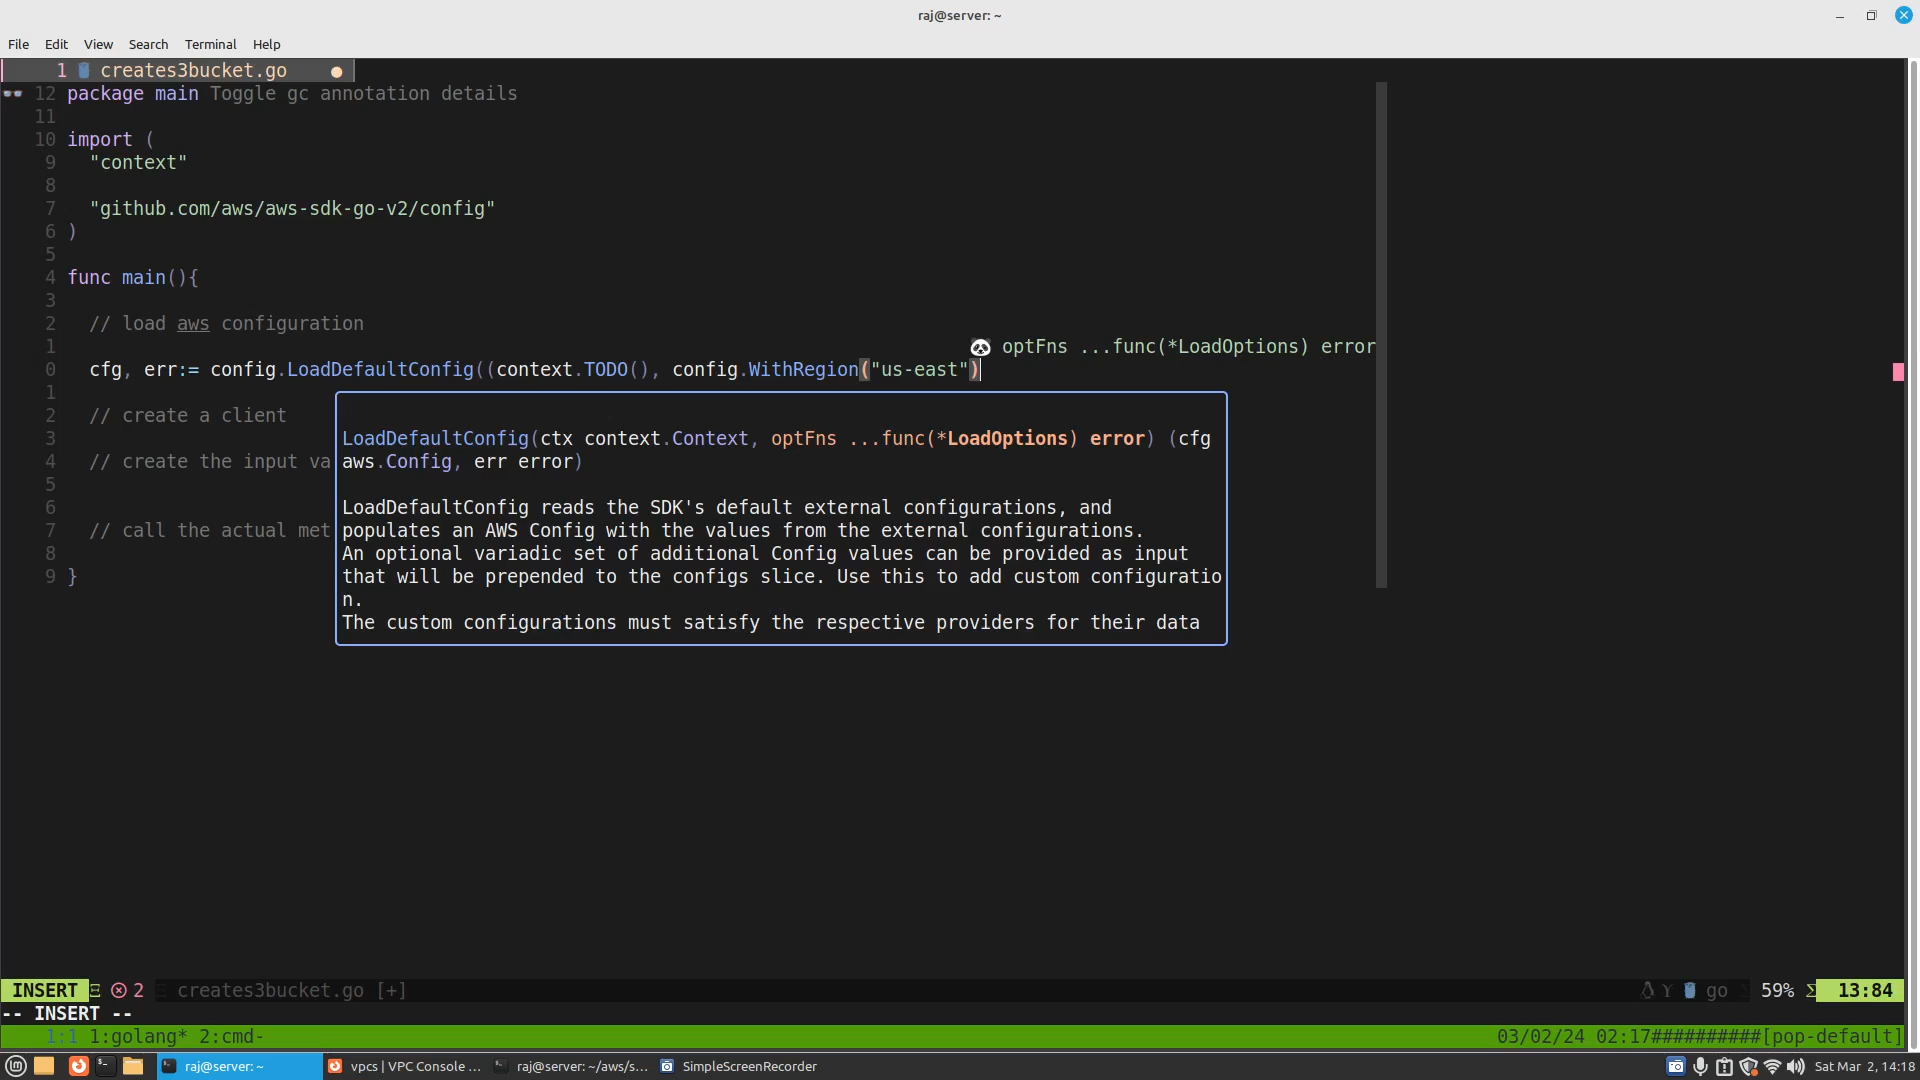 raj@server: ~
File Edit View Search Terminal Help
1 creates3bucket.go
12 package main Toggle gc annotation details
11
10 import (
9 "context"
8
7 "github.com/aws/aws-sdk-go-v2/config"
6 )
5
4 func main(){
3
2 // load aws configuration
1 optFns ...func(*LoadOptions) error
0 cfg, err:= config.LoadDefaultConfig((context.TODO(), config.WithRegion("us-east")
1
2 // create a client
3 LoadDefaultConfig(ctx context.Context, optFns ...func(*LoadOptions) error) (cfg
4 // create the input va aws.Config, err error)
5
6 LoadDefaultConfig reads the SDK's default external configurations, and
7 // call the actual met populates an AWS Config with the values from the external configurations.
8 An optional variadic set of additional Config values can be provided as input
9 } that will be prepended to the configs slice. Use this to add custom configuratio
n.
The custom configurations must satisfy the respective providers for their data
INSERT 2 creates3bucket.go [+] go 59% 13:84
-- INSERT --
1:1 1:golang* 2:cmd- 03/02/24 02:17##########[pop-default]
raj@server: ~ vpcs | VPC Console ... raj@server: ~/aws/s... SimpleScreenRecorder Sat Mar 2, 14:18